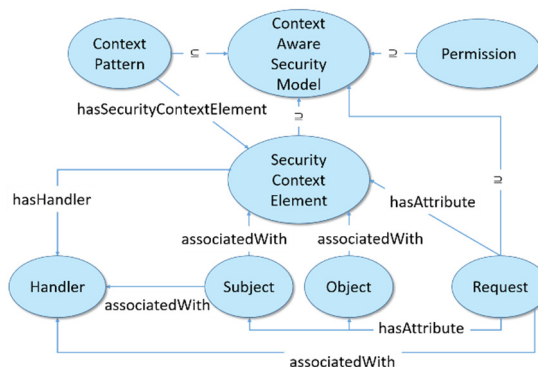 Context
Pattern
⊆
Context
Aware
Security
Model
⊇
Permission
hasSecurityContextElement
⊇
Security
Context
Element
⊇
hasHandler
hasAttribute
associatedWith
associatedWith
Handler
associatedWith
Subject
Object
Request
hasAttribute
associatedWith